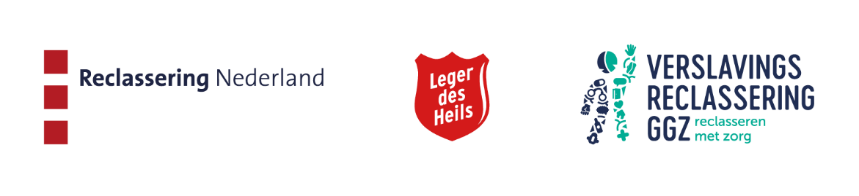 Reclassering Nederland
Leger
des
Heils
VERSLAVINGS
RECLASSERING
GGZ reclasseren
met zorg